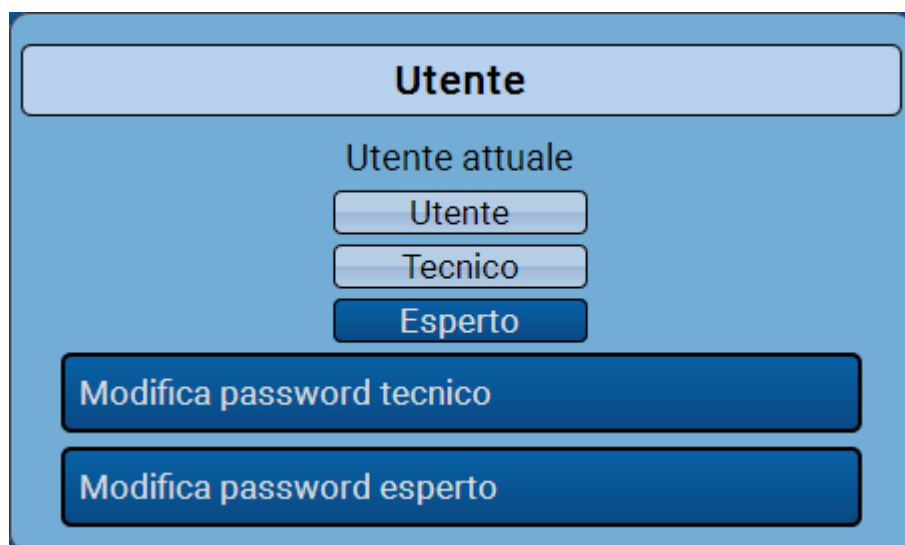 Utente
Utente attuale
Utente
Tecnico
Esperto
Modifica password tecnico
Modifica password esperto